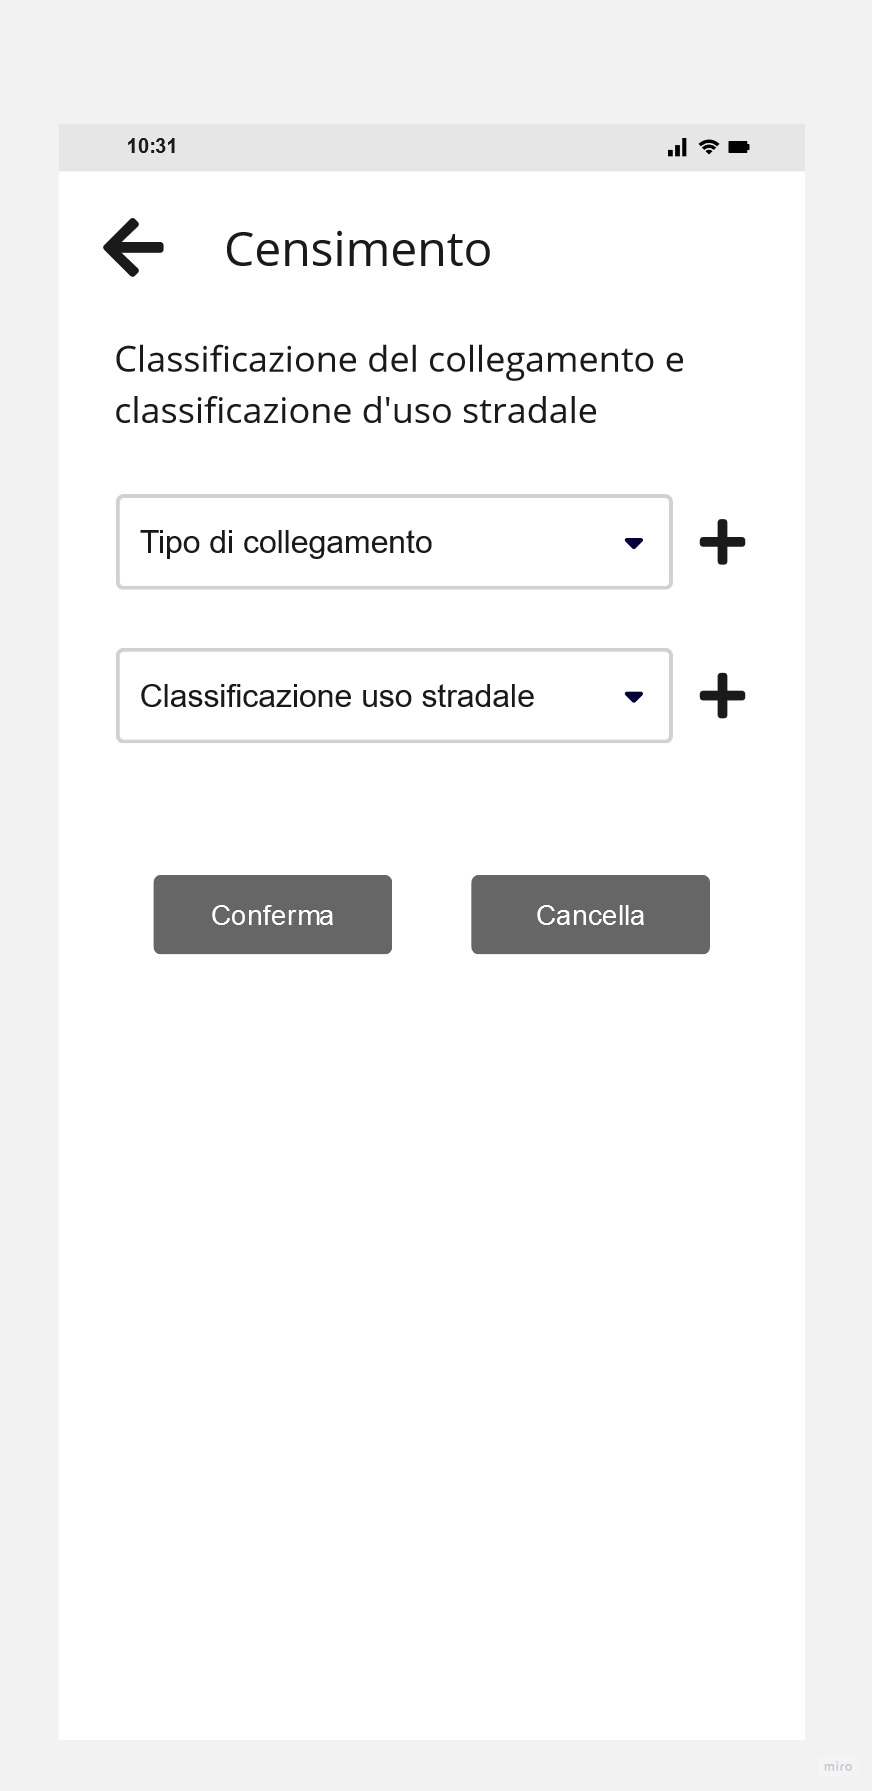 10:31
Censimento
Classificazione del collegamento e
classificazione d'uso stradale
Tipo di collegamento
Classificazione uso stradale
Conferma
Cancella
miro